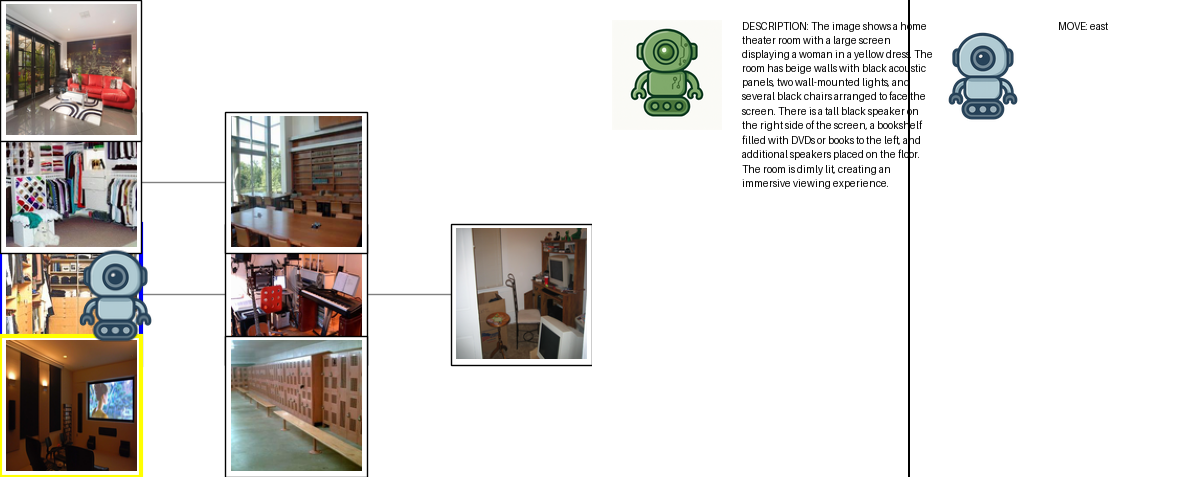 DESCRIPTION: The image shows a home
theater room with a large screen
displaying a woman in a yellow dress. The
room has beige walls with black acoustic
panels, two wall-mounted lights, and
several black chairs arranged to face the
screen. There is a tall black speaker on
the right side of the screen, a bookshelf
filled with DVDs or books to the left, and
additional speakers placed on the floor.
The room is dimly lit, creating an
immersive viewing experience.
MOVE: east